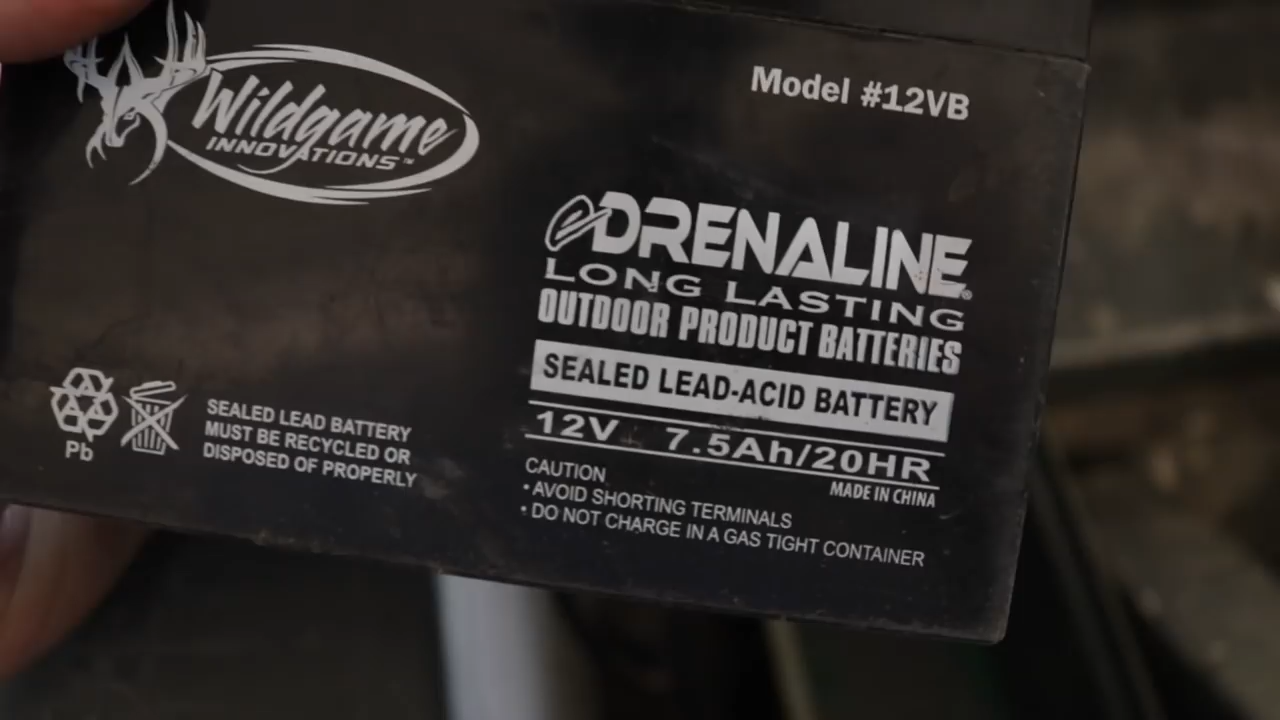 Wildgame
INNOVATIONS™
Model #12VB
eDRENALINE®
LONG LASTING
OUTDOOR PRODUCT BATTERIES
SEALED LEAD-ACID BATTERY
12V 7.5Ah/20HR
MADE IN CHINA
CAUTION
• AVOID SHORTING TERMINALS
• DO NOT CHARGE IN A GAS TIGHT CONTAINER
Pb
SEALED LEAD BATTERY
MUST BE RECYCLED OR
DISPOSED OF PROPERLY